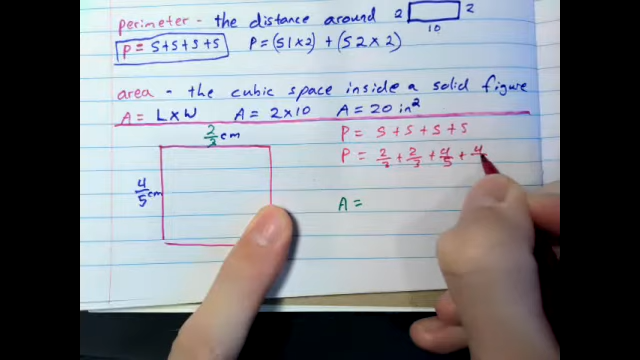 perimeter - the distance around 2 2
10
P = S+S+S+S P = (S1×2) + (S2×2)
area - the cubic space inside a solid figure
A = L×W A = 2×10 A = 20 in²
2/3 cm
P = S + S + S + S
P = 2/3 + 2/3 + 4/5 + 4
4/5 cm
A =